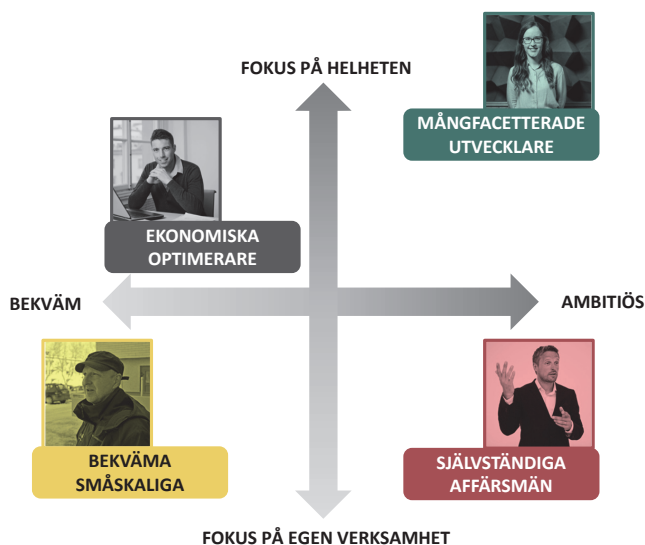 FOKUS PÅ HELHETEN
MÅNGFACETTERADE
UTVECKLARE
EKONOMISKA
OPTIMERARE
BEKVÄM
AMBITIÖS
BEKVÄMA
SMÅSKALIGA
SJÄLVSTÄNDIGA
AFFÄRSMÄN
FOKUS PÅ EGEN VERKSAMHET